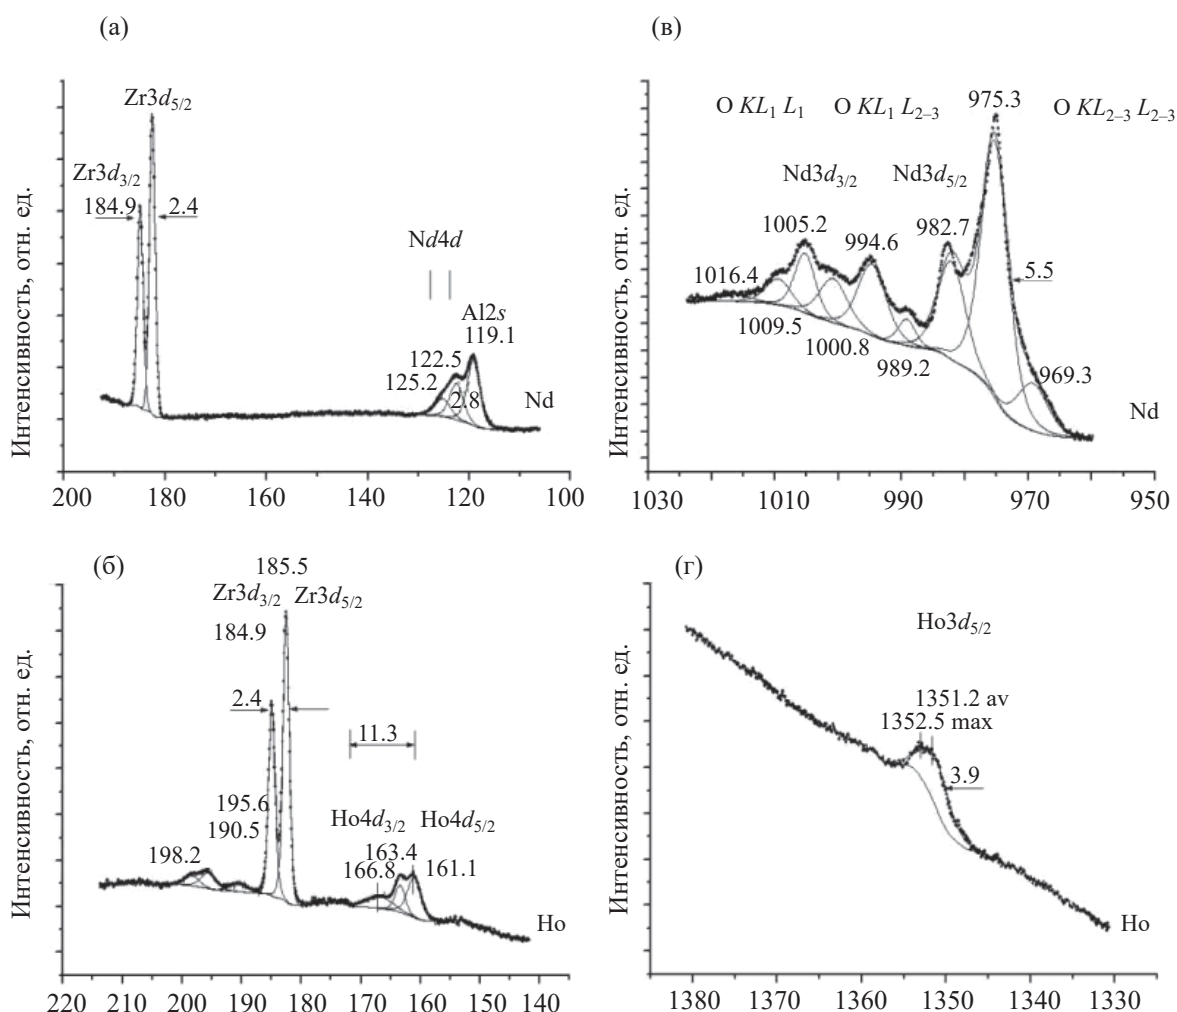 (а)
Интенсивность, отн. ед.
Zr3d5/2
Zr3d3/2
184.9
2.4
Nd4d
Al2s
119.1
122.5
125.2
2.8
Nd
200 180 160 140 120 100
(в)
Интенсивность, отн. ед.
O KL1 L1
O KL1 L2–3
975.3
O KL2–3 L2–3
Nd3d3/2
Nd3d5/2
1005.2
994.6
982.7
1016.4
5.5
1009.5
1000.8
989.2
969.3
Nd
1030 1010 990 970 950
(б)
Интенсивность, отн. ед.
185.5
Zr3d3/2
Zr3d5/2
184.9
2.4
11.3
195.6
190.5
198.2
Ho4d3/2
Ho4d5/2
163.4
166.8
161.1
Ho
220 200 190 180 170 160 150 140
(г)
Интенсивность, отн. ед.
Ho3d5/2
1351.2 av
1352.5 max
3.9
Ho
1380 1370 1360 1350 1340 1330